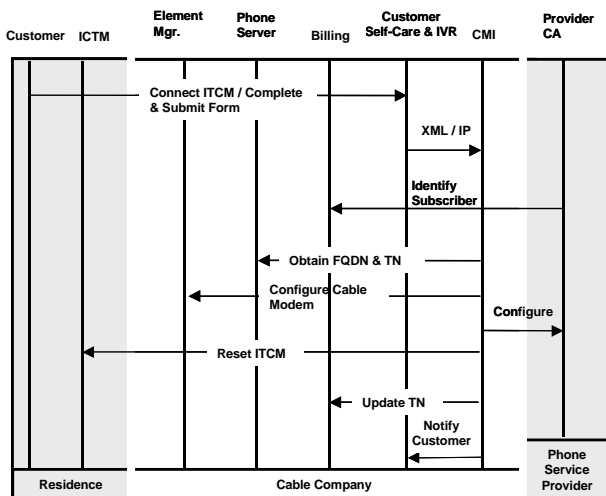 Customer
ICTM
Element
Mgr.
Phone
Server
Billing
Customer
Self-Care & IVR
CMI
Provider
CA
Connect ITCM / Complete
& Submit Form
XML / IP
Identify
Subscriber
Obtain FQDN & TN
Configure Cable
Modem
Configure
Reset ITCM
Update TN
Notify
Customer
Residence
Cable Company
Phone
Service
Provider